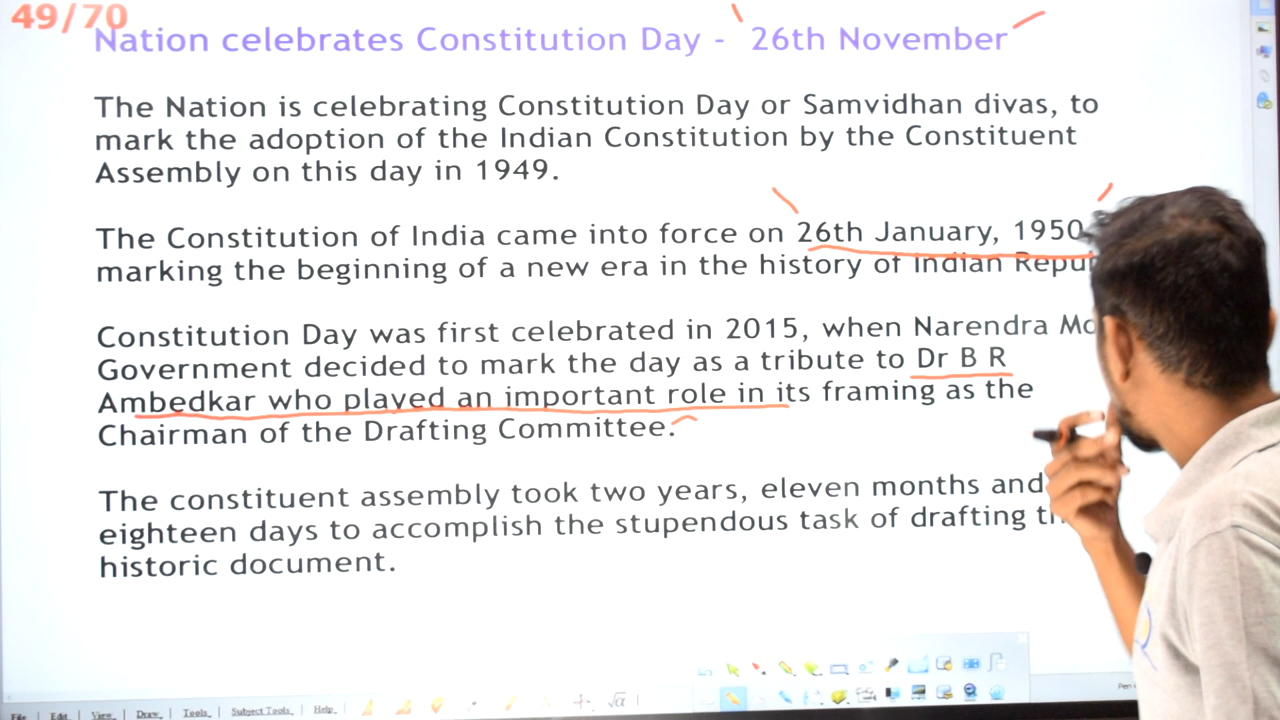 49/70
Nation celebrates Constitution Day - 26th November
The Nation is celebrating Constitution Day or Samvidhan divas, to
mark the adoption of the Indian Constitution by the Constituent
Assembly on this day in 1949.
The Constitution of India came into force on 26th January, 1950
marking the beginning of a new era in the history of Indian
Constitution Day was first celebrated in 2015, when Narendra
Government decided to mark the day as a tribute to Dr B R
Ambedkar who played an important role in its framing as the
Chairman of the Drafting Committee.
The constituent assembly took two years, eleven months and
eighteen days to accomplish the stupendous task of drafting
historic document.
Pen
File Edit View Draw Tools Subject Tools Help